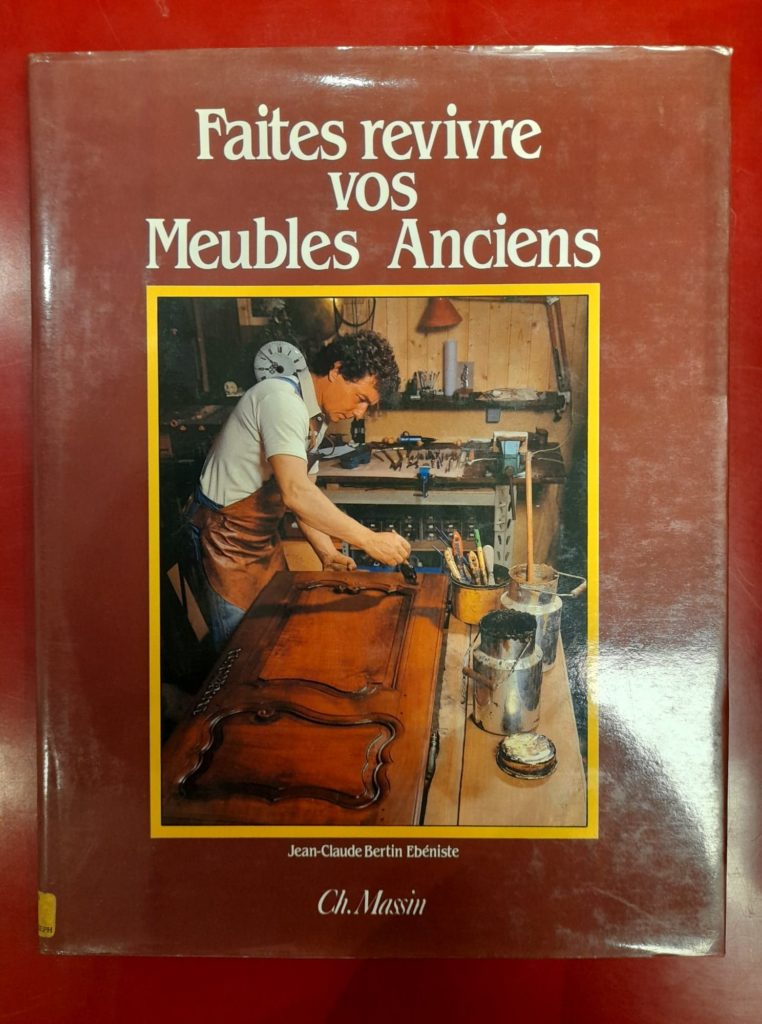 Faites revivre
vos
Meubles Anciens
Jean-Claude Bertin Ebéniste
Ch. Massin